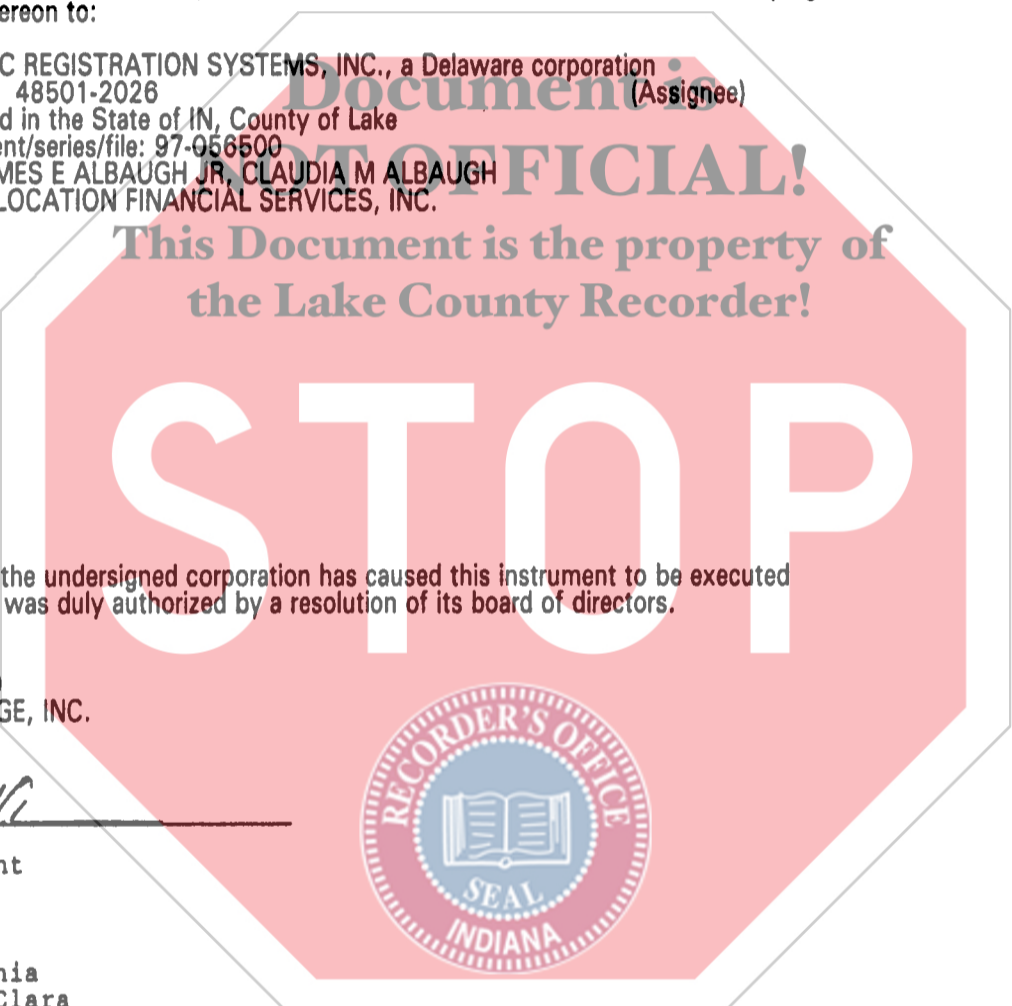 ereon to:
C REGISTRATION SYSTEMS, INC., a Delaware corporation
48501-2026 (Assignee)
d in the State of IN, County of Lake
ent/series/file: 97-056500
MES E ALBAUGH JR, CLAUDIA M ALBAUGH
LOCATION FINANCIAL SERVICES, INC.
Document is
NOT OFFICIAL!
This Document is the property of
the Lake County Recorder!
STOP
the undersigned corporation has caused this instrument to be executed
was duly authorized by a resolution of its board of directors.
GE, INC.
nt
RECORDER'S OFFICE
SEAL
INDIANA
nia
Clara